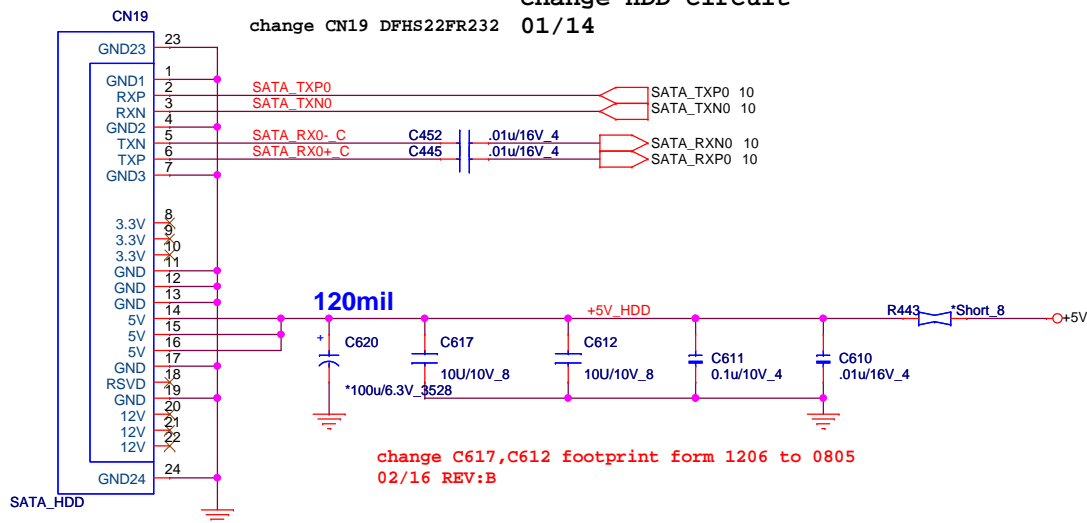 change HDD Circuit
CN19
change CN19 DFHS22FR232 01/14
GND23 23
GND1 1
RXP 2 SATA_TXP0 SATA_TXP0 10
RXN 3 SATA_TXN0 SATA_TXN0 10
GND2 4
TXN 5 SATA_RX0-_C C452 .01u/16V_4 SATA_RXN0 10
TXP 6 SATA_RX0+_C C445 .01u/16V_4 SATA_RXP0 10
GND3 7
3.3V 8
3.3V 9
3.3V 10
GND 11
GND 12
GND 13
120mil
5V 14 +5V_HDD R443 *Short_8 +5V
5V 15
5V 16
GND 17
RSVD 18
GND 19
12V 20
12V 21
12V 22
+ C620
*100u/6.3V_3528
C617
10U/10V_8
C612
10U/10V_8
C611
0.1u/10V_4
C610
.01u/16V_4
change C617,C612 footprint form 1206 to 0805
02/16 REV:B
GND24 24
SATA_HDD